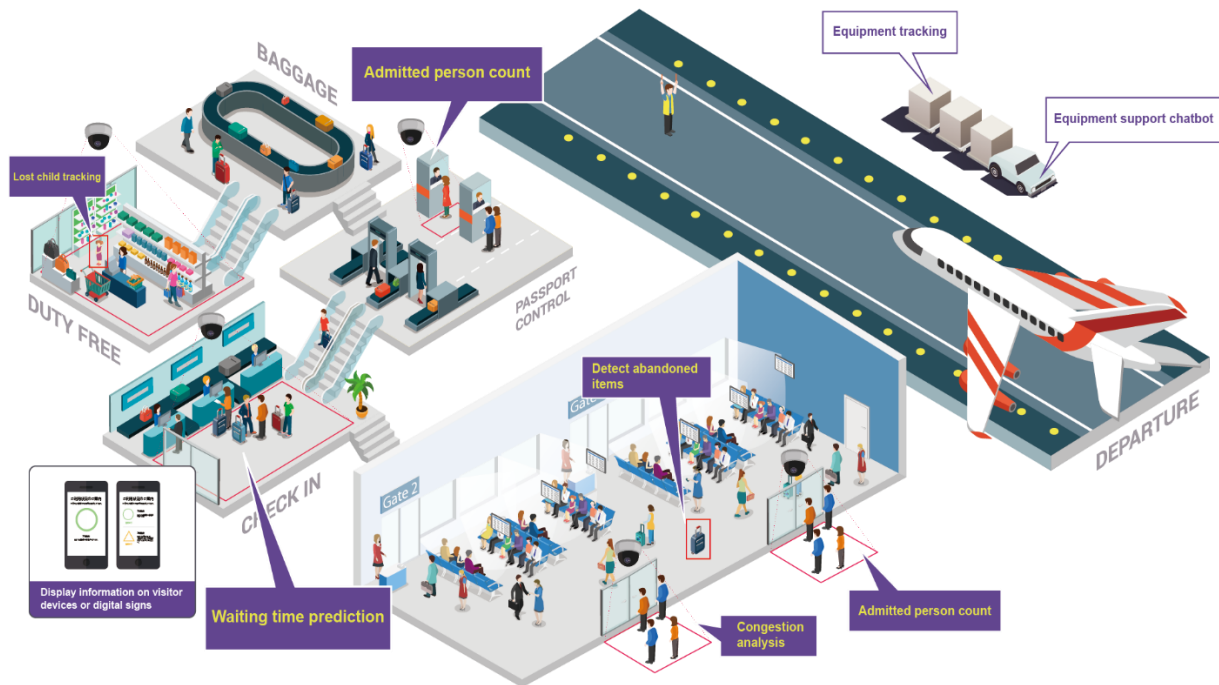 Equipment tracking
BAGGAGE
Admitted person count
Equipment support chatbot
Lost child tracking
DUTY FREE
PASSPORT
CONTROL
Detect abandoned
items
Gate 2
DEPARTURE
CHECK IN
Display information on visitor
devices or digital signs
Waiting time prediction
Congestion
analysis
Admitted person count